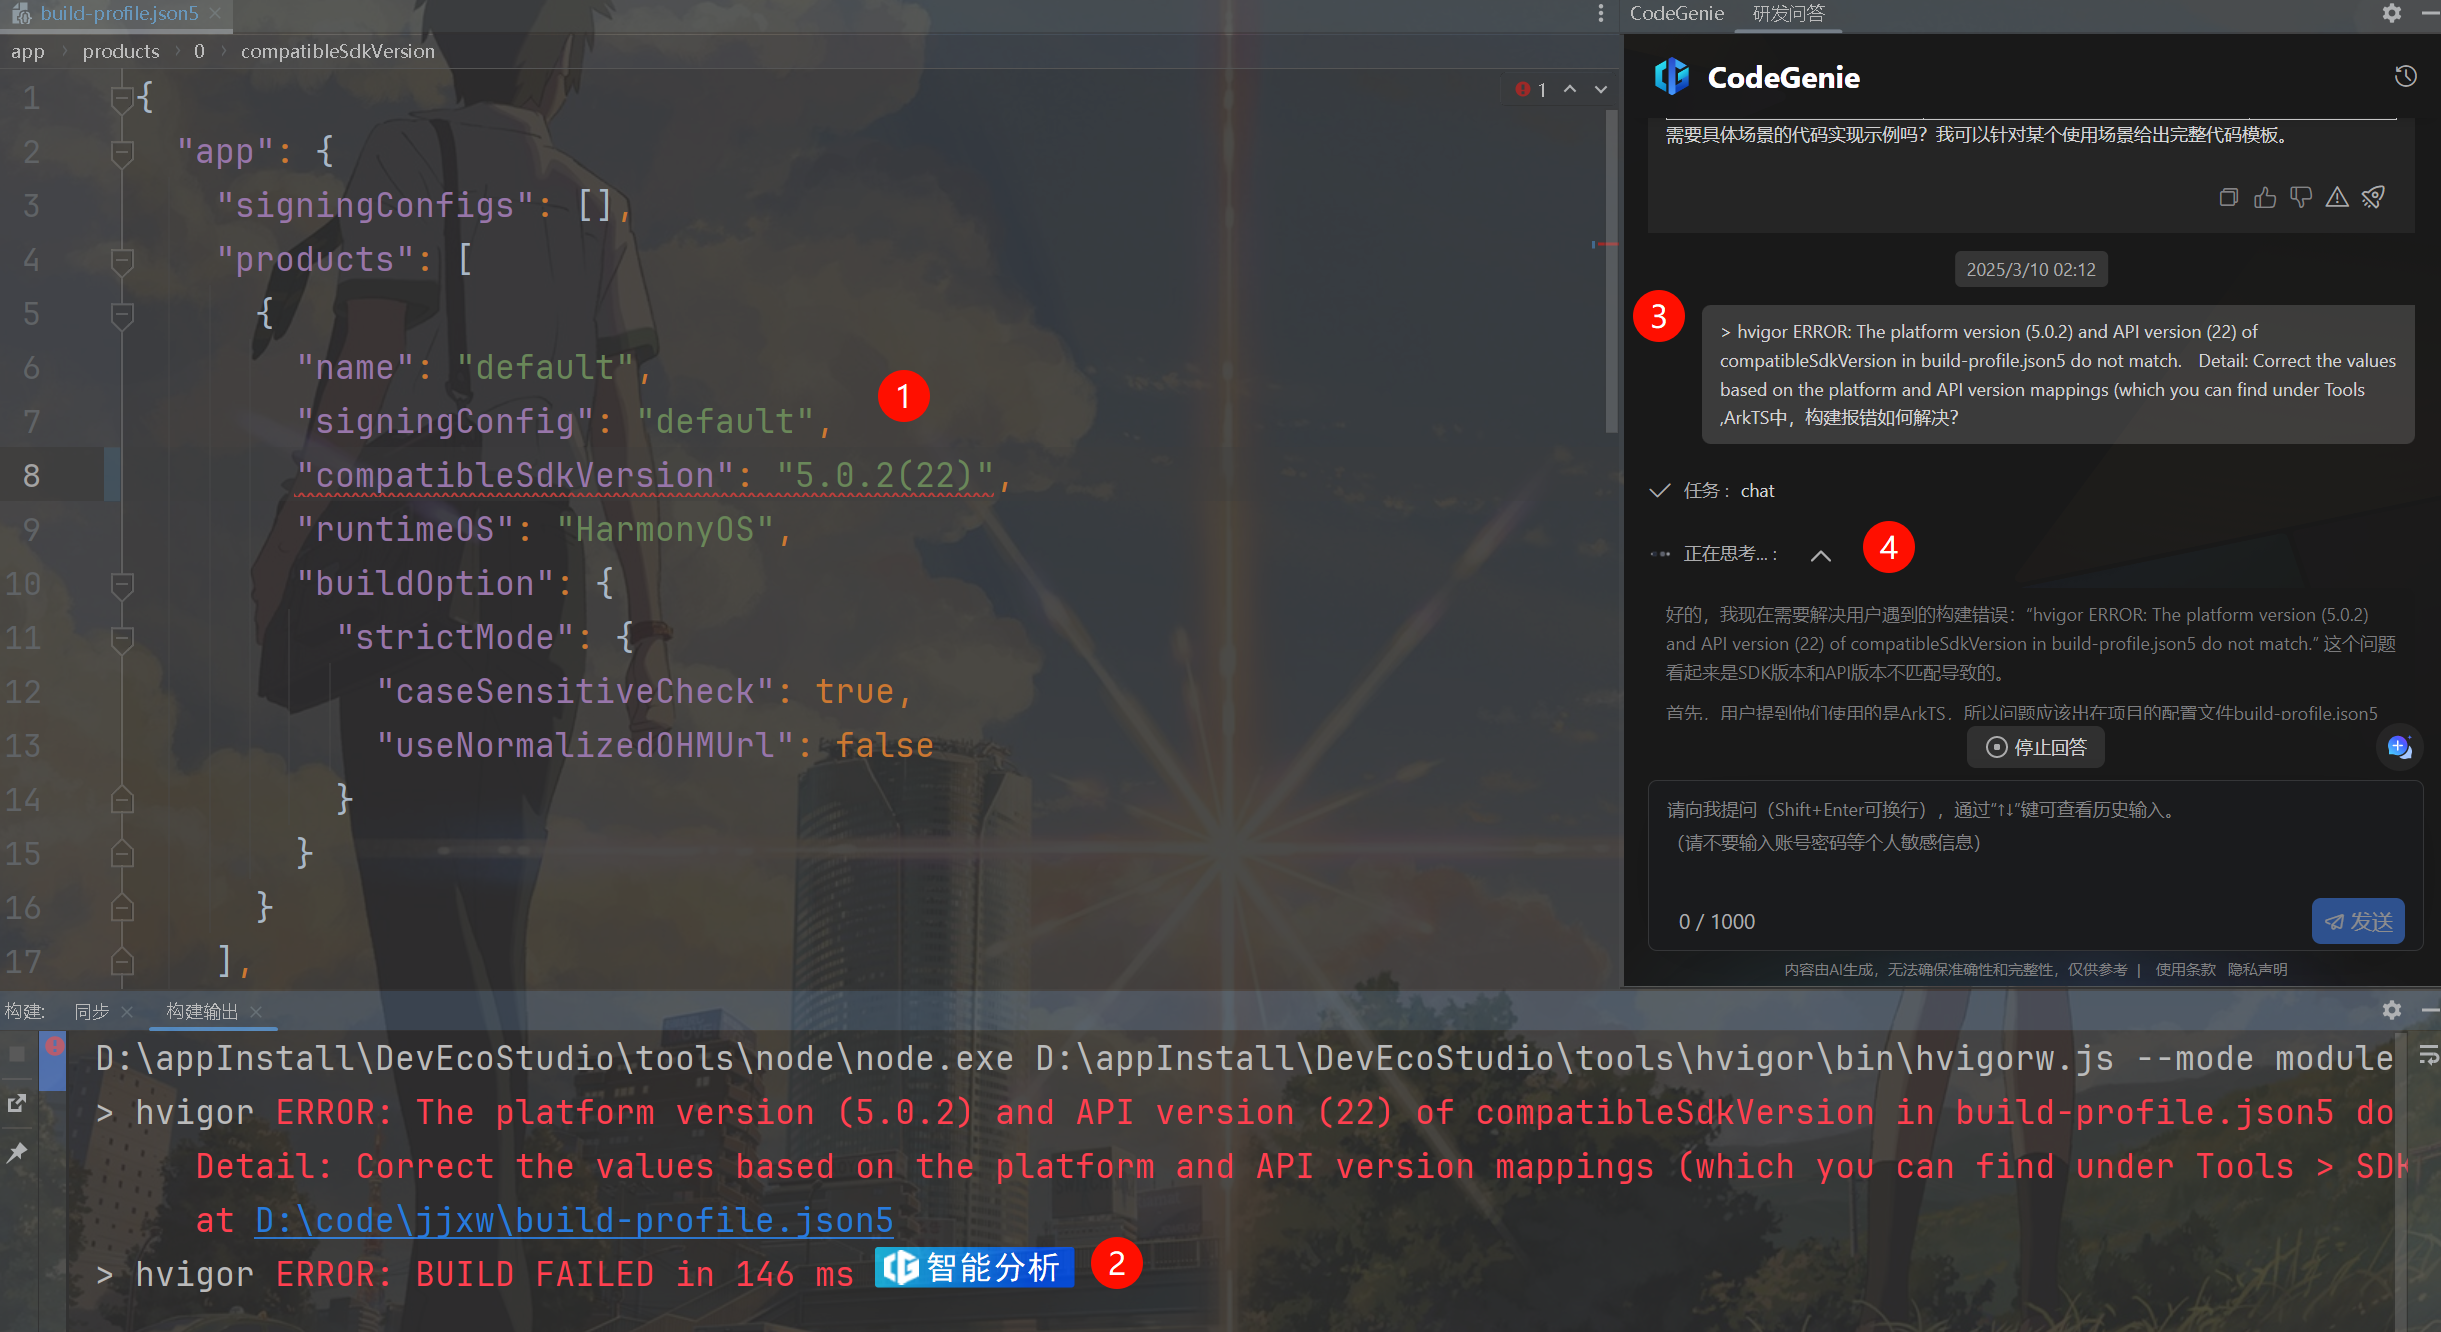 build-profile.json5
app > products > 0 > compatibleSdkVersion
1
1 {
2 "app": {
3 "signingConfigs": [],
4 "products": [
5 {
6 "name": "default",
7 "signingConfig": "default",
8 "compatibleSdkVersion": "5.0.2(22)",
9 "runtimeOS": "HarmonyOS",
10 "buildOption": {
11 "strictMode": {
12 "caseSensitiveCheck": true,
13 "useNormalizedOHMUrl": false
14 }
15 }
16 }
17 ],
1
CodeGenie 研发问答
CodeGenie
需要具体场景的代码实现示例吗？我可以针对某个使用场景给出完整代码模板。
2025/3/10 02:12
3
> hvigor ERROR: The platform version (5.0.2) and API version (22) of
compatibleSdkVersion in build-profile.json5 do not match. Detail: Correct the values
based on the platform and API version mappings (which you can find under Tools
,ArkTS中，构建报错如何解决？
任务： chat
正在思考...：
4
好的，我现在需要解决用户遇到的构建错误：“hvigor ERROR: The platform version (5.0.2)
and API version (22) of compatibleSdkVersion in build-profile.json5 do not match.” 这个问题
看起来是SDK版本和API版本不匹配导致的。
首先，用户提到他们使用的是ArkTS，所以问题应该出在项目的配置文件build-profile.json5
停止回答
请向我提问（Shift+Enter可换行），通过“↑↓”键可查看历史输入。
（请不要输入账号密码等个人敏感信息）
0 / 1000
发送
内容由AI生成，无法确保准确性和完整性，仅供参考 | 使用条款 隐私声明
构建: 同步 构建输出
D:\appInstall\DevEcoStudio\tools\node\node.exe D:\appInstall\DevEcoStudio\tools\hvigor\bin\hvigorw.js --mode module
> hvigor ERROR: The platform version (5.0.2) and API version (22) of compatibleSdkVersion in build-profile.json5 do
Detail: Correct the values based on the platform and API version mappings (which you can find under Tools > SDK
at D:\code\jjxw\build-profile.json5
> hvigor ERROR: BUILD FAILED in 146 ms 智能分析
2